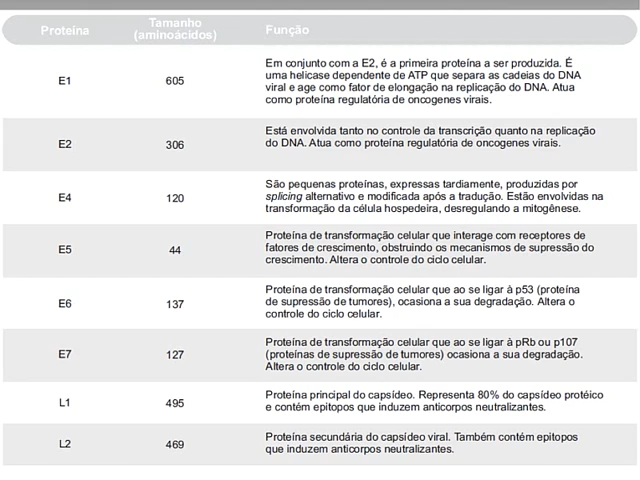 Proteína
Tamanho
(aminoácidos)
Função
E1
605
Em conjunto com a E2, é a primeira proteína a ser produzida. É
uma helicase dependente de ATP que separa as cadeias do DNA
viral e age como fator de elongação na replicação do DNA. Atua
como proteína regulatória de oncogenes virais.
E2
306
Está envolvida tanto no controle da transcrição quanto na replicação
do DNA. Atua como proteína regulatória de oncogenes virais.
E4
120
São pequenas proteínas, expressas tardiamente, produzidas por
splicing alternativo e modificada após a tradução. Estão envolvidas na
transformação da célula hospedeira, desregulando a mitogênese.
E5
44
Proteína de transformação celular que interage com receptores de
fatores de crescimento, obstruindo os mecanismos de supressão do
crescimento. Altera o controle do ciclo celular.
E6
137
Proteína de transformação celular que ao se ligar à p53 (proteína
de supressão de tumores), ocasiona a sua degradação. Altera o
controle do ciclo celular.
E7
127
Proteína de transformação celular que ao se ligar à pRb ou p107
(proteínas de supressão de tumores) ocasiona a sua degradação.
Altera o controle do ciclo celular.
L1
495
Proteína principal do capsídeo. Representa 80% do capsídeo protéico
e contém epitopos que induzem anticorpos neutralizantes.
L2
469
Proteína secundária do capsídeo viral. Também contém epitopos
que induzem anticorpos neutralizantes.